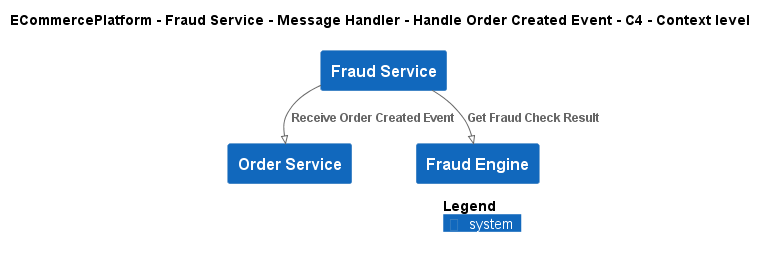 ECommercePlatform - Fraud Service - Message Handler - Handle Order Created Event - C4 - Context level
Fraud Service
Receive Order Created Event
Get Fraud Check Result
Order Service
Fraud Engine
Legend
system